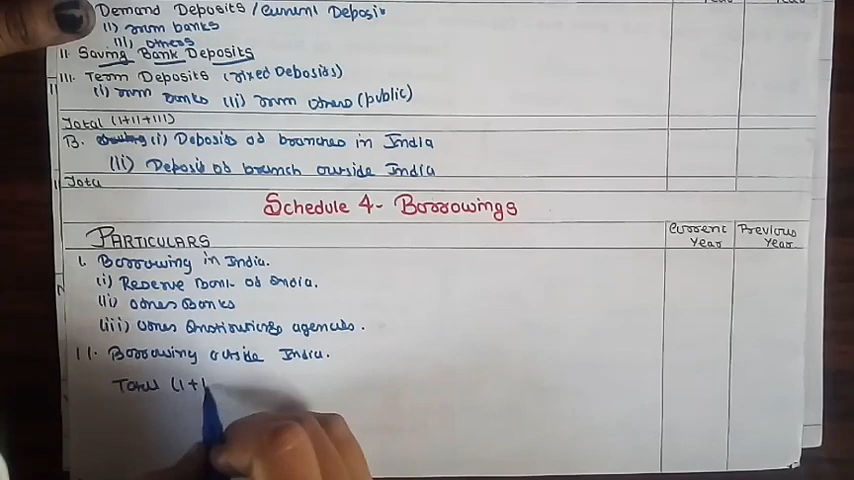 Demand Deposits / Current Deposit
(i) From banks
(ii) others
II. Saving Bank Deposits
III. Term Deposits (Fixed Deposits)
(i) From banks (ii) From others (public)
Total (I+II+III)
B. (i) Deposits of branches in India
(ii) Deposit of branch outside India
Tota
Schedule 4- Borrowings
PARTICULARS Current Year Previous Year
I. Borrowing in India.
(i) Reserve Bank of India.
(ii) other Banks
(iii) other Institutions agencies.
II. Borrowing outside India.
Total (I+